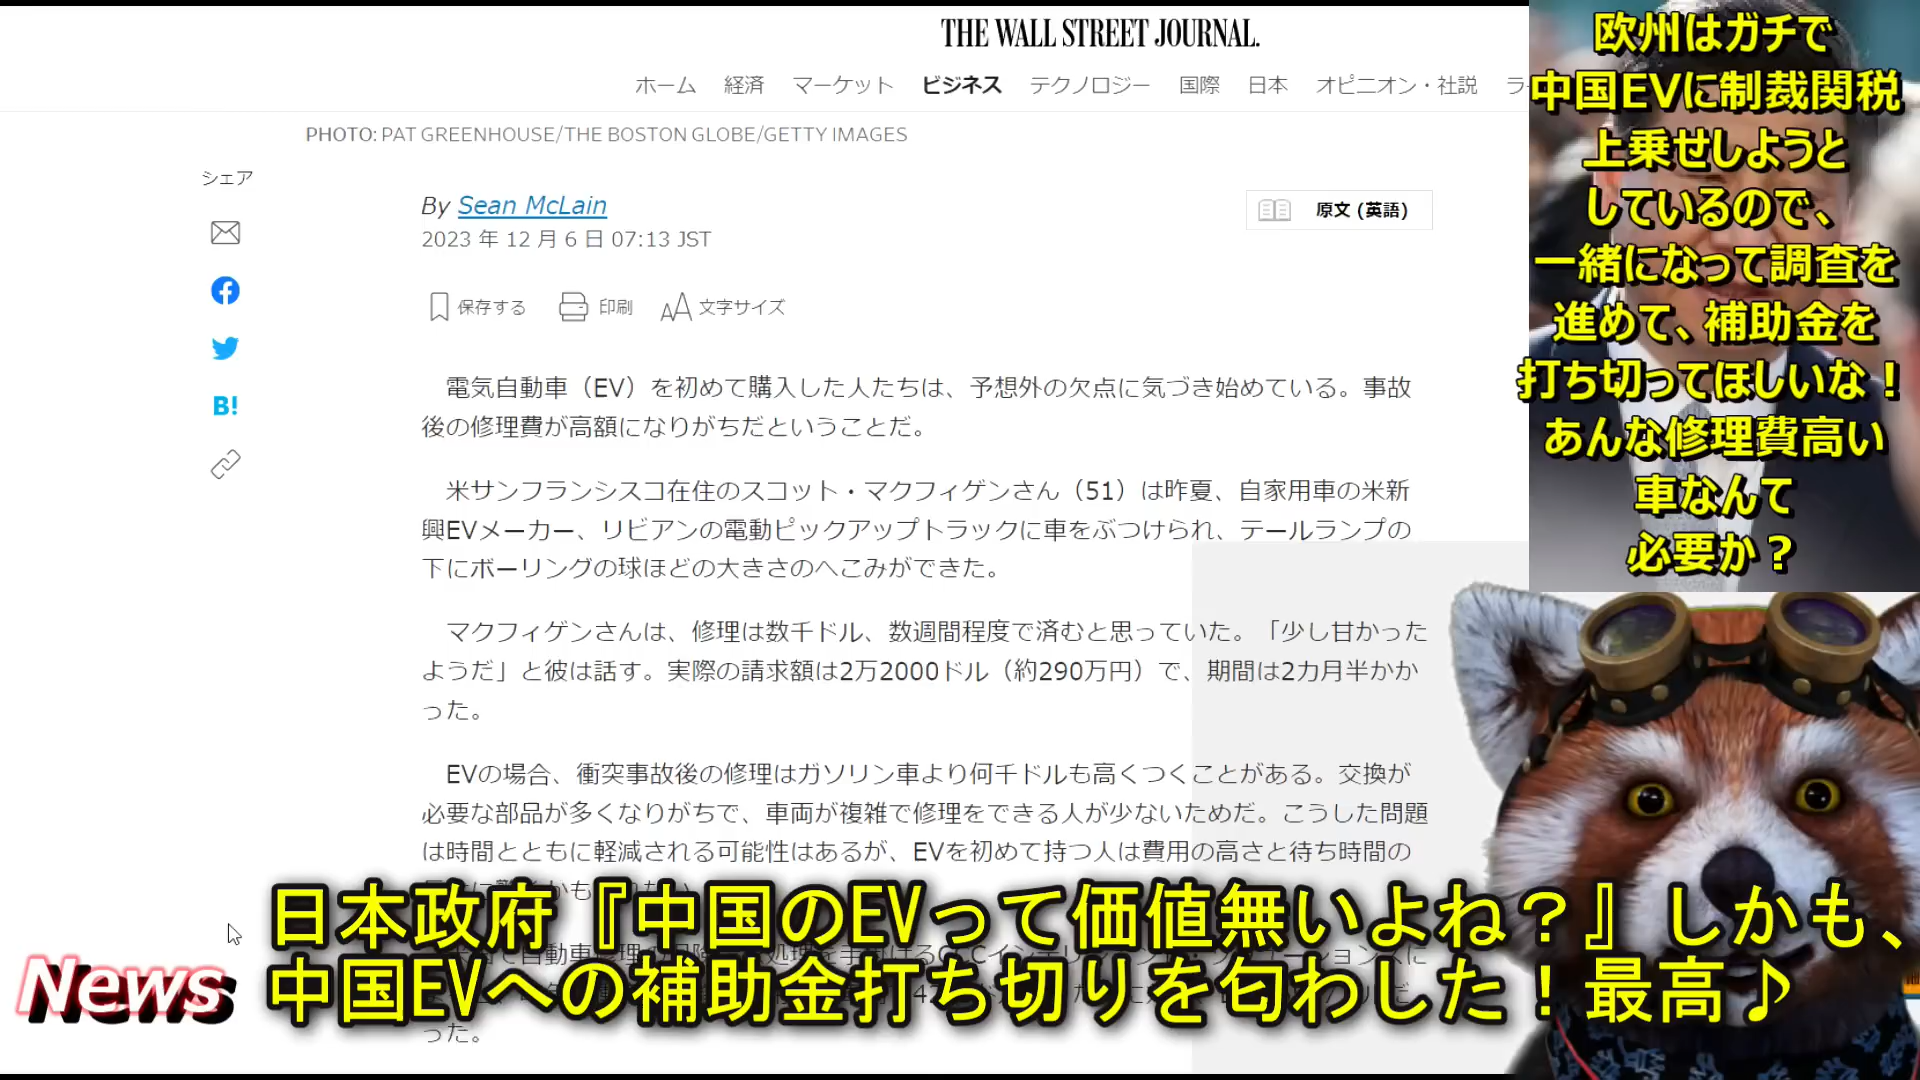 THE WALL STREET JOURNAL.
ホーム 経済 マーケット ビジネス テクノロジー 国際 日本 オピニオン・社説 ラ
PHOTO: PAT GREENHOUSE/THE BOSTON GLOBE/GETTY IMAGES
シェア
By Sean McLain
2023 年 12 月 6 日 07:13 JST
原文 (英語)
保存する 印刷 AA 文字サイズ
B!
電気自動車（EV）を初めて購入した人たちは、予想外の欠点に気づき始めている。事故
後の修理費が高額になりがちだということだ。
米サンフランシスコ在住のスコット・マクフィゲンさん（51）は昨夏、自家用車の米新
興EVメーカー、リビアンの電動ピックアップトラックに車をぶつけられ、テールランプの
下にボーリングの球ほどの大きさのへこみができた。
マクフィゲンさんは、修理は数千ドル、数週間程度で済むと思っていた。「少し甘かった
ようだ」と彼は話す。実際の請求額は2万2000ドル（約290万円）で、期間は2カ月半かか
った。
EVの場合、衝突事故後の修理はガソリン車より何千ドルも高くつくことがある。交換が
必要な部品が多くなりがちで、車両が複雑で修理をできる人が少ないためだ。こうした問題
は時間とともに軽減される可能性はあるが、EVを初めて持つ人は費用の高さと待ち時間の
った。
欧州はガチで
中国EVに制裁関税
上乗せしようと
しているので、
一緒になって調査を
進めて、補助金を
打ち切ってほしいな！
あんな修理費高い
車なんて
必要か？
News
日本政府『中国のEVって価値無いよね？』しかも、
中国EVへの補助金打ち切りを匂わした！最高♪